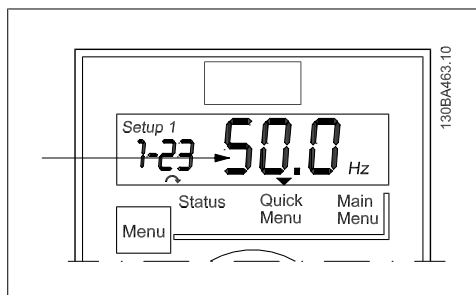 130BA463.10
Setup 1
1-23 50.0 Hz
Status Quick Menu Main Menu
Menu